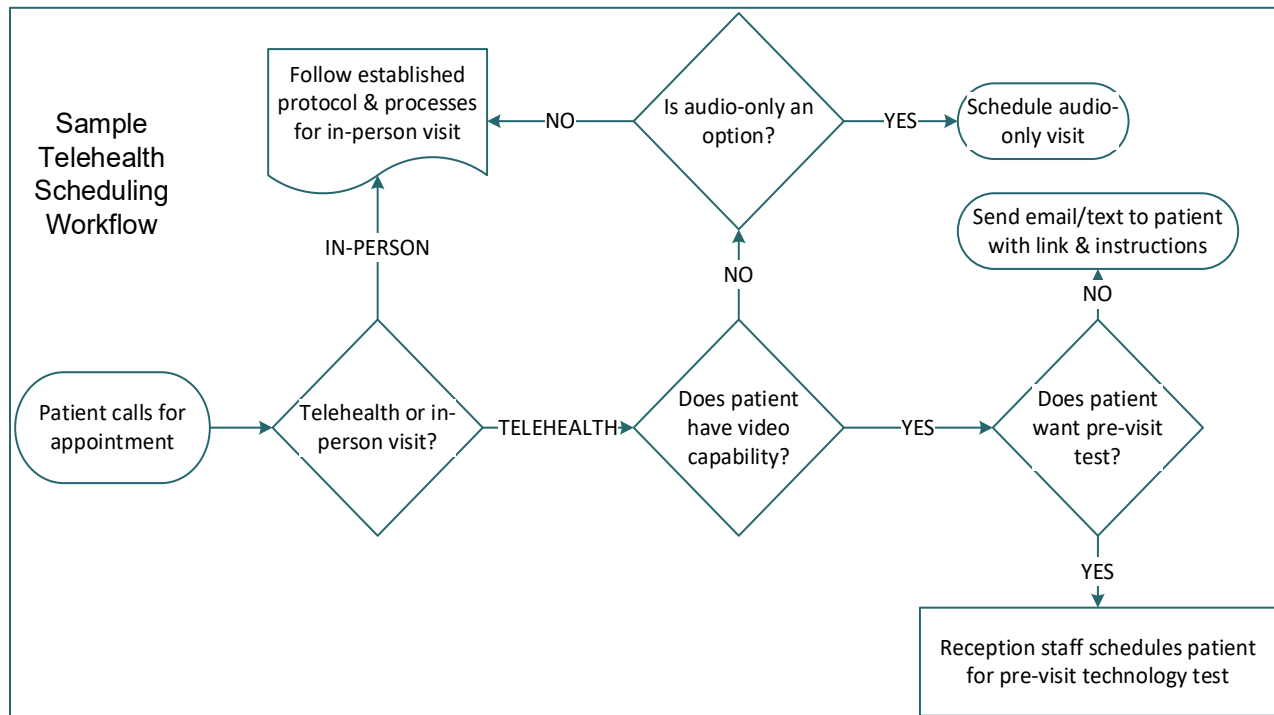 Sample
Telehealth
Scheduling
Workflow
Follow established
protocol & processes
for in-person visit
NO
Is audio-only an
option?
YES
Schedule audio-
only visit
Send email/text to patient
with link & instructions
IN-PERSON
NO
NO
Patient calls for
appointment
Telehealth or in-
person visit?
TELEHEALTH
Does patient
have video
capability?
YES
Does patient
want pre-visit
test?
YES
Reception staff schedules patient
for pre-visit technology test